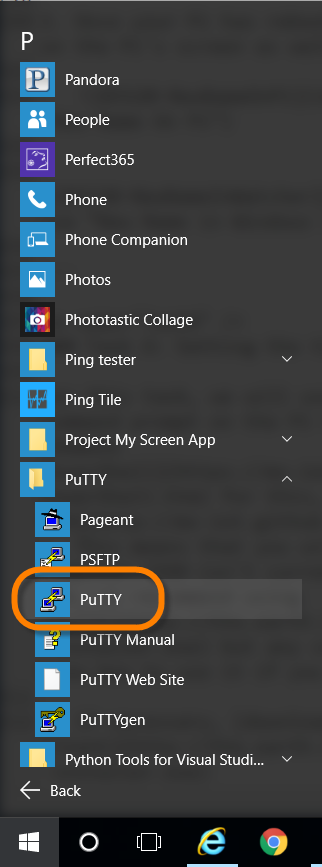 P
Pandora
People
Perfect365
Phone
Phone Companion
Photos
Phototastic Collage
Ping tester
Ping Tile
Project My Screen App
PuTTY
Pageant
PSFTP
PuTTY
PuTTY Manual
PuTTY Web Site
PuTTYgen
Python Tools for Visual Studi...
Back